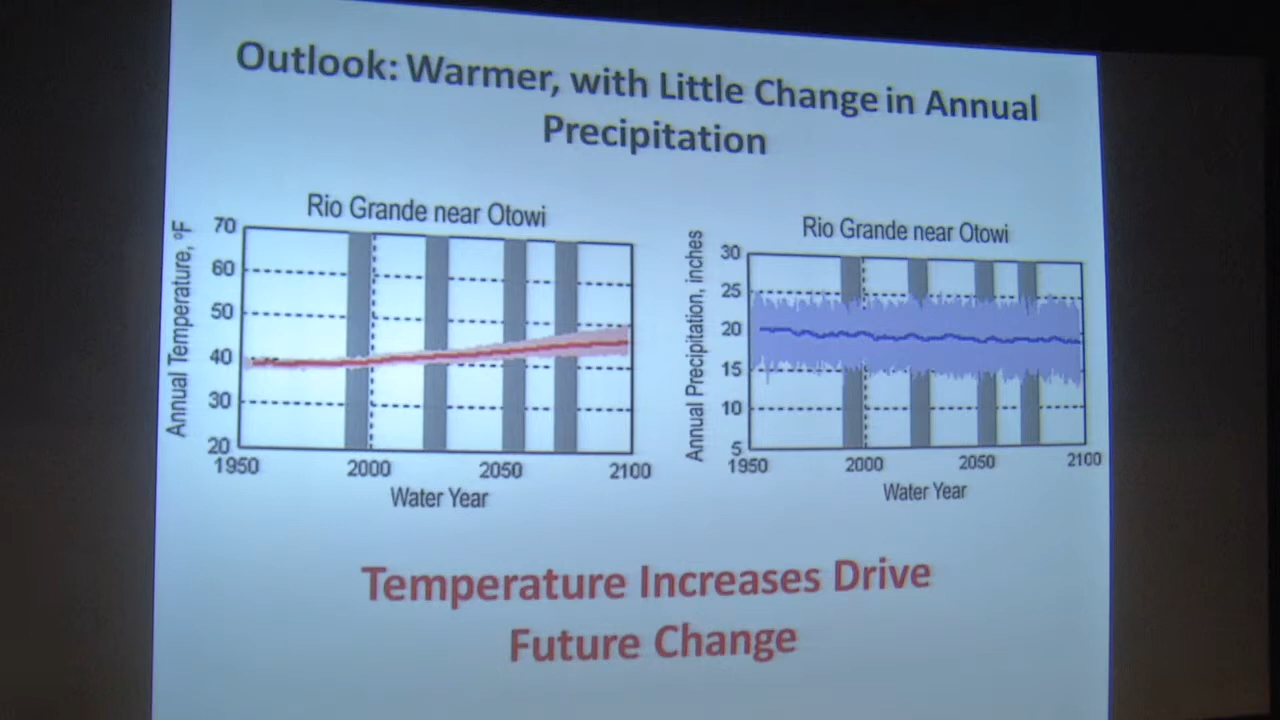 Outlook: Warmer, with Little Change in Annual
Precipitation
Rio Grande near Otowi
Annual Temperature, ºF
70
60
50
40
30
20
1950
2000
2050
2100
Water Year
Rio Grande near Otowi
Annual Precipitation, inches
30
25
20
15
10
5
1950
2000
2050
2100
Water Year
Temperature Increases Drive
Future Change